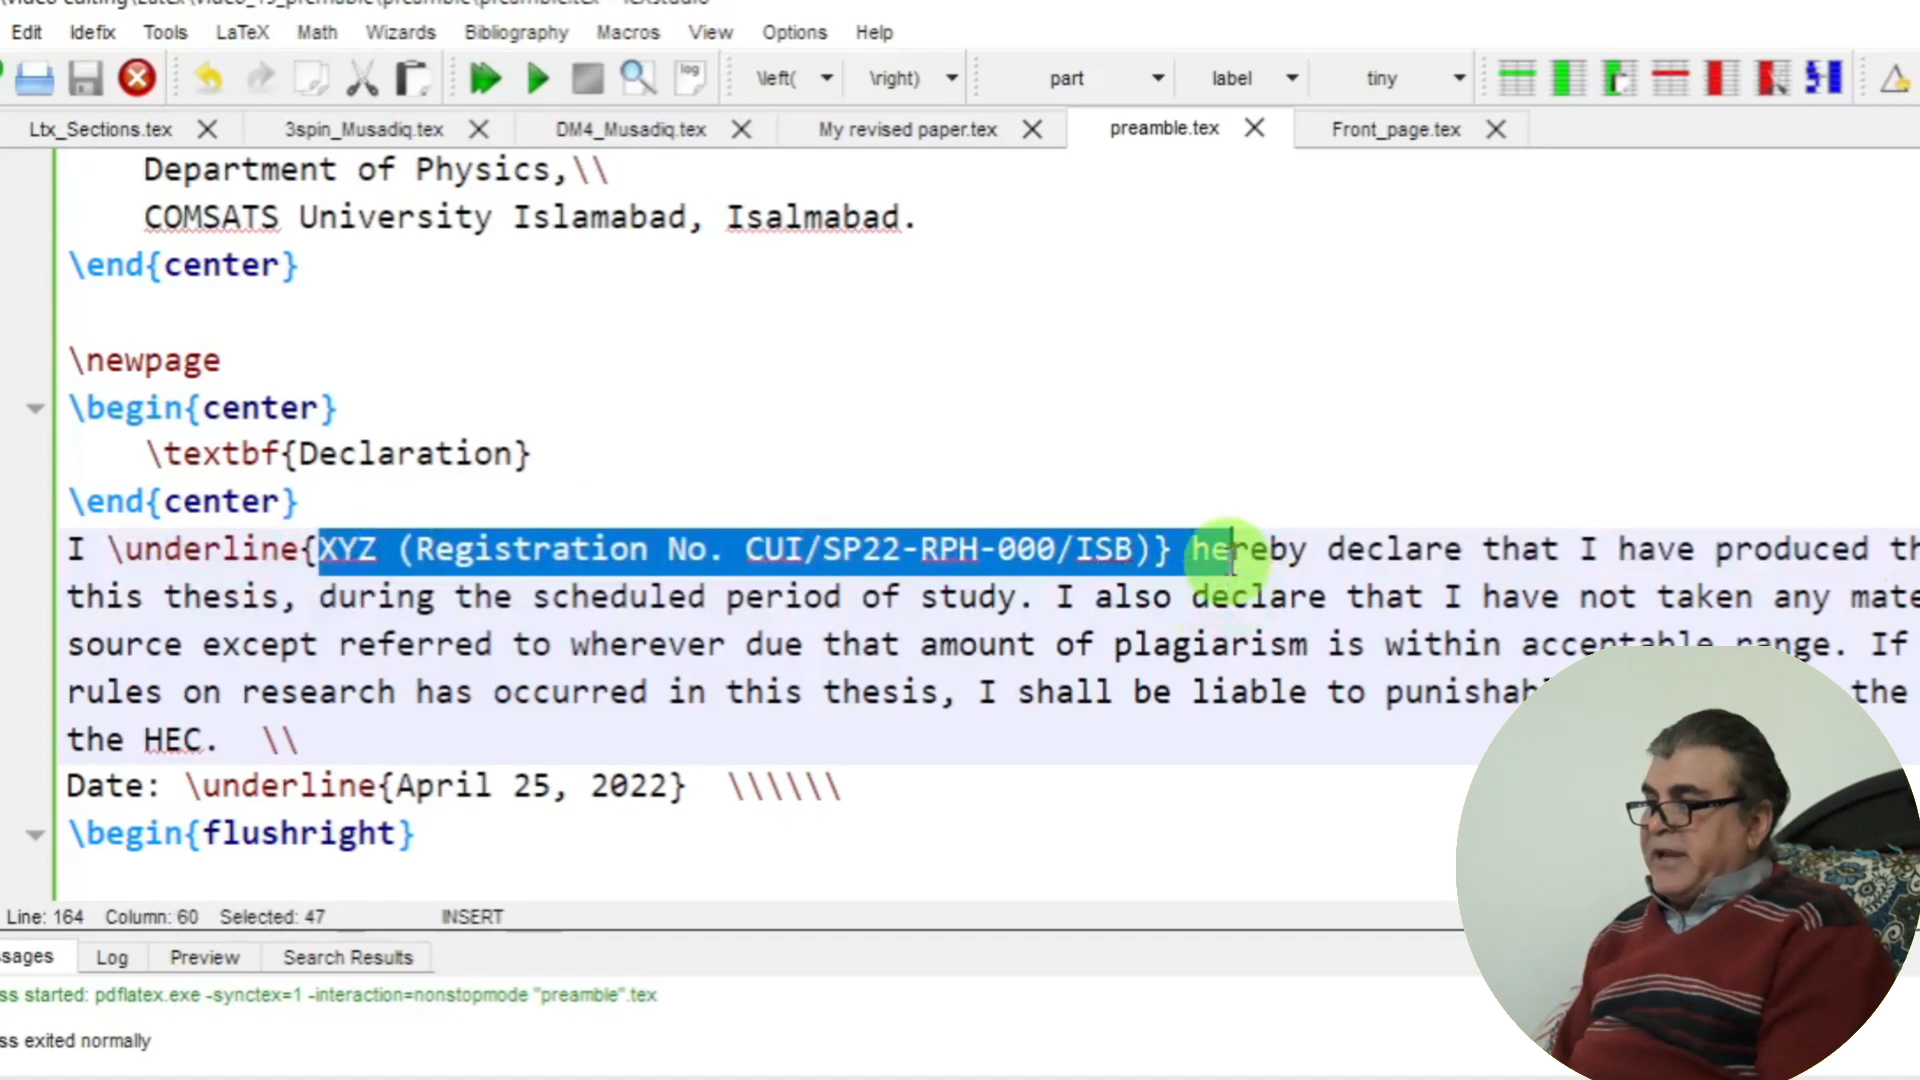 Edit Idefix Tools LaTeX Math Wizards Bibliography Macros View Options Help
log \left( \right) part label tiny
Ltx_Sections.tex 3spin_Musadiq.tex DM4_Musadiq.tex My revised paper.tex preamble.tex Front_page.tex
Department of Physics,\\
COMSATS University Islamabad, Isalmabad.
\end{center}
\newpage
\begin{center}
\textbf{Declaration}
\end{center}
I \underline{XYZ (Registration No. CUI/SP22-RPH-000/ISB)} hereby declare that I have produced th
this thesis, during the scheduled period of study. I also declare that I have not taken any mate
source except referred to wherever due that amount of plagiarism is within acceptable range. If
rules on research has occurred in this thesis, I shall be liable to punishab the
the HEC. \\
Date: \underline{April 25, 2022} \\\\\\
\begin{flushright}
Line: 164 Column: 60 Selected: 47 INSERT
ssages Log Preview Search Results
ss started: pdflatex.exe -synctex=1 -interaction=nonstopmode "preamble".tex
ss exited normally